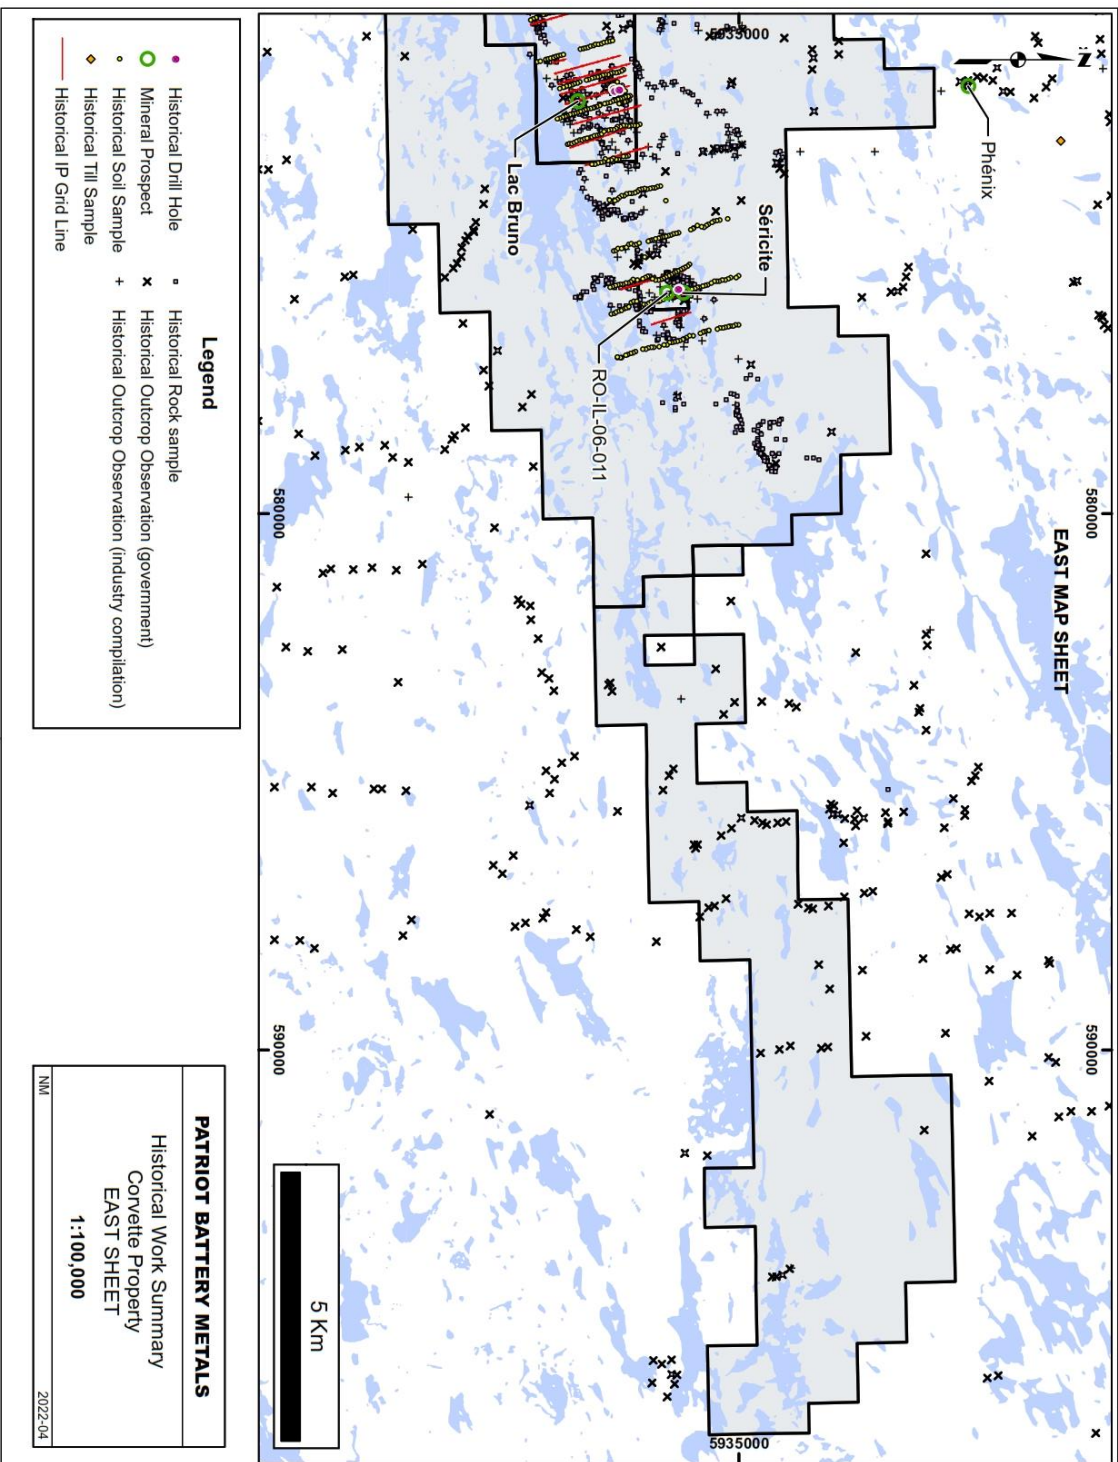 EAST MAP SHEET
580000
590000
N
Phénix
5935000
5935000
Séricite
Lac Bruno
RO-IL-06-011
580000
590000
5 Km
Legend
Historical Drill Hole
Mineral Prospect
Historical Soil Sample
Historical Till Sample
Historical IP Grid Line
Historical Rock sample
Historical Outcrop Observation (government)
Historical Outcrop Observation (industry compilation)
PATRIOT BATTERY METALS
Historical Work Summary
Corvette Property
EAST SHEET
1:100,000
NM
2022-04